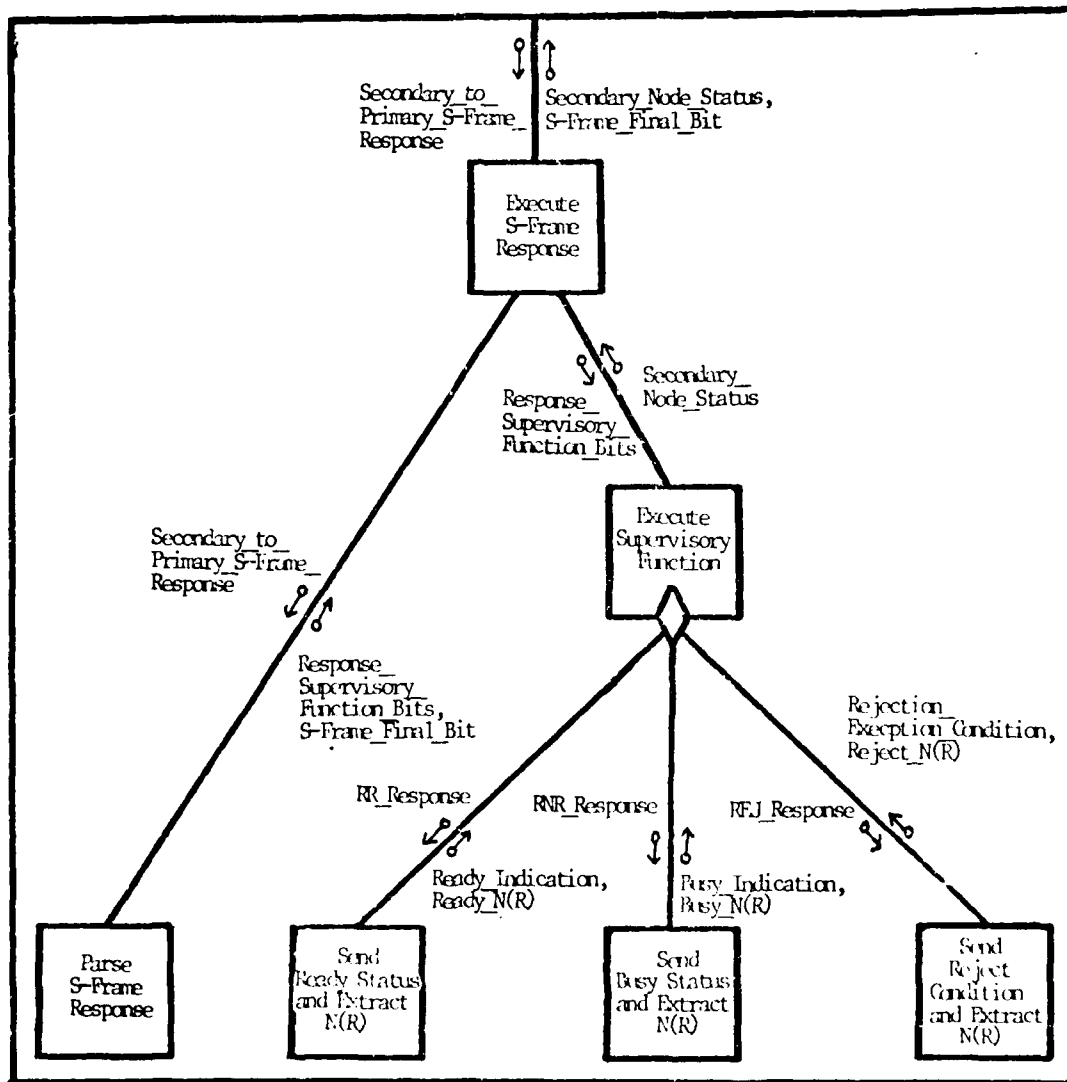 Secondary_to_
Primary_S-Frame_
Response
Secondary_Node_Status,
S-Frame_Final_Bit
Execute
S-Frame
Response
Secondary_
Node_Status
Response_
Supervisory_
Function_Bits
Execute
Supervisory
Function
Secondary_to_
Primary_S-Frame_
Response
Response_
Supervisory_
Function_Bits,
S-Frame_Final_Bit
Rejection_
Exeception_Condition,
Reject_N(R)
RR_Response
RNR_Response
REJ_Response
Ready_Indication,
Ready_N(R)
Busy_Indication,
Busy_N(R)
Parse
S-Frame
Response
Send
Ready Status
and Extract
N(R)
Send
Busy Status
and Extract
N(R)
Send
Reject
Condition
and Extract
N(R)